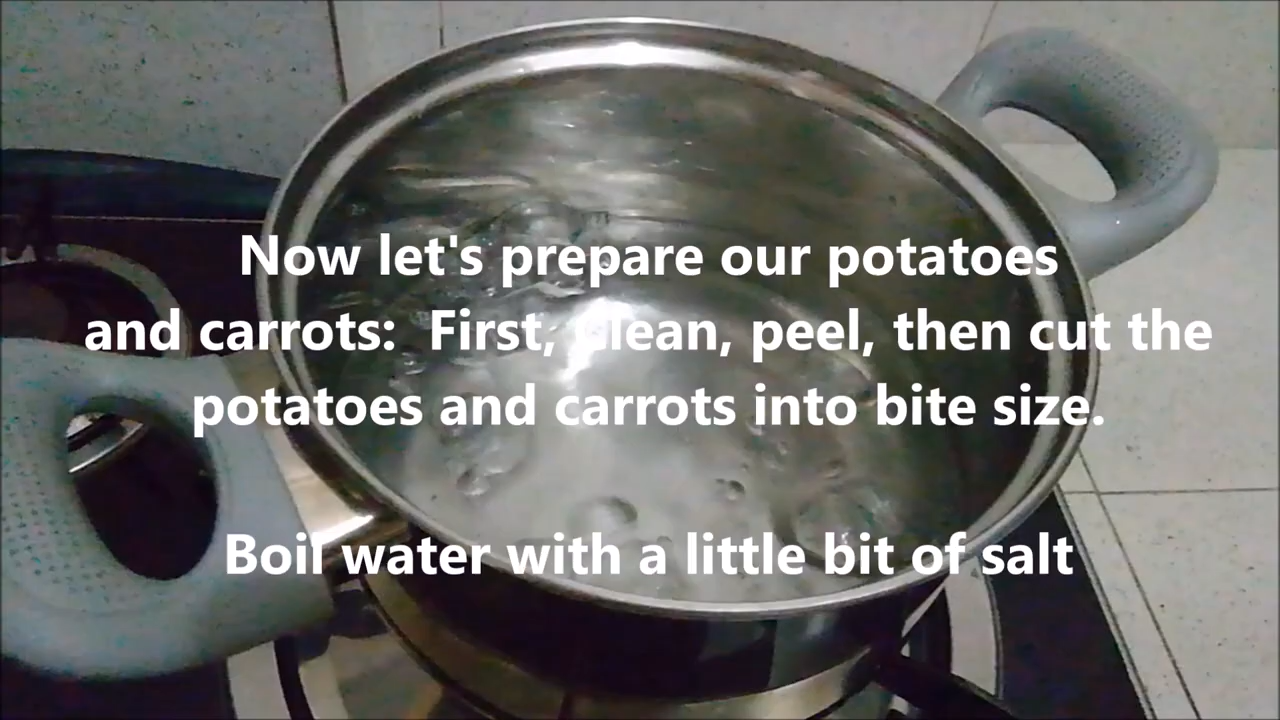 Now let's prepare our potatoes
and carrots:  First, clean, peel, then cut the
potatoes and carrots into bite size.
Boil water with a little bit of salt